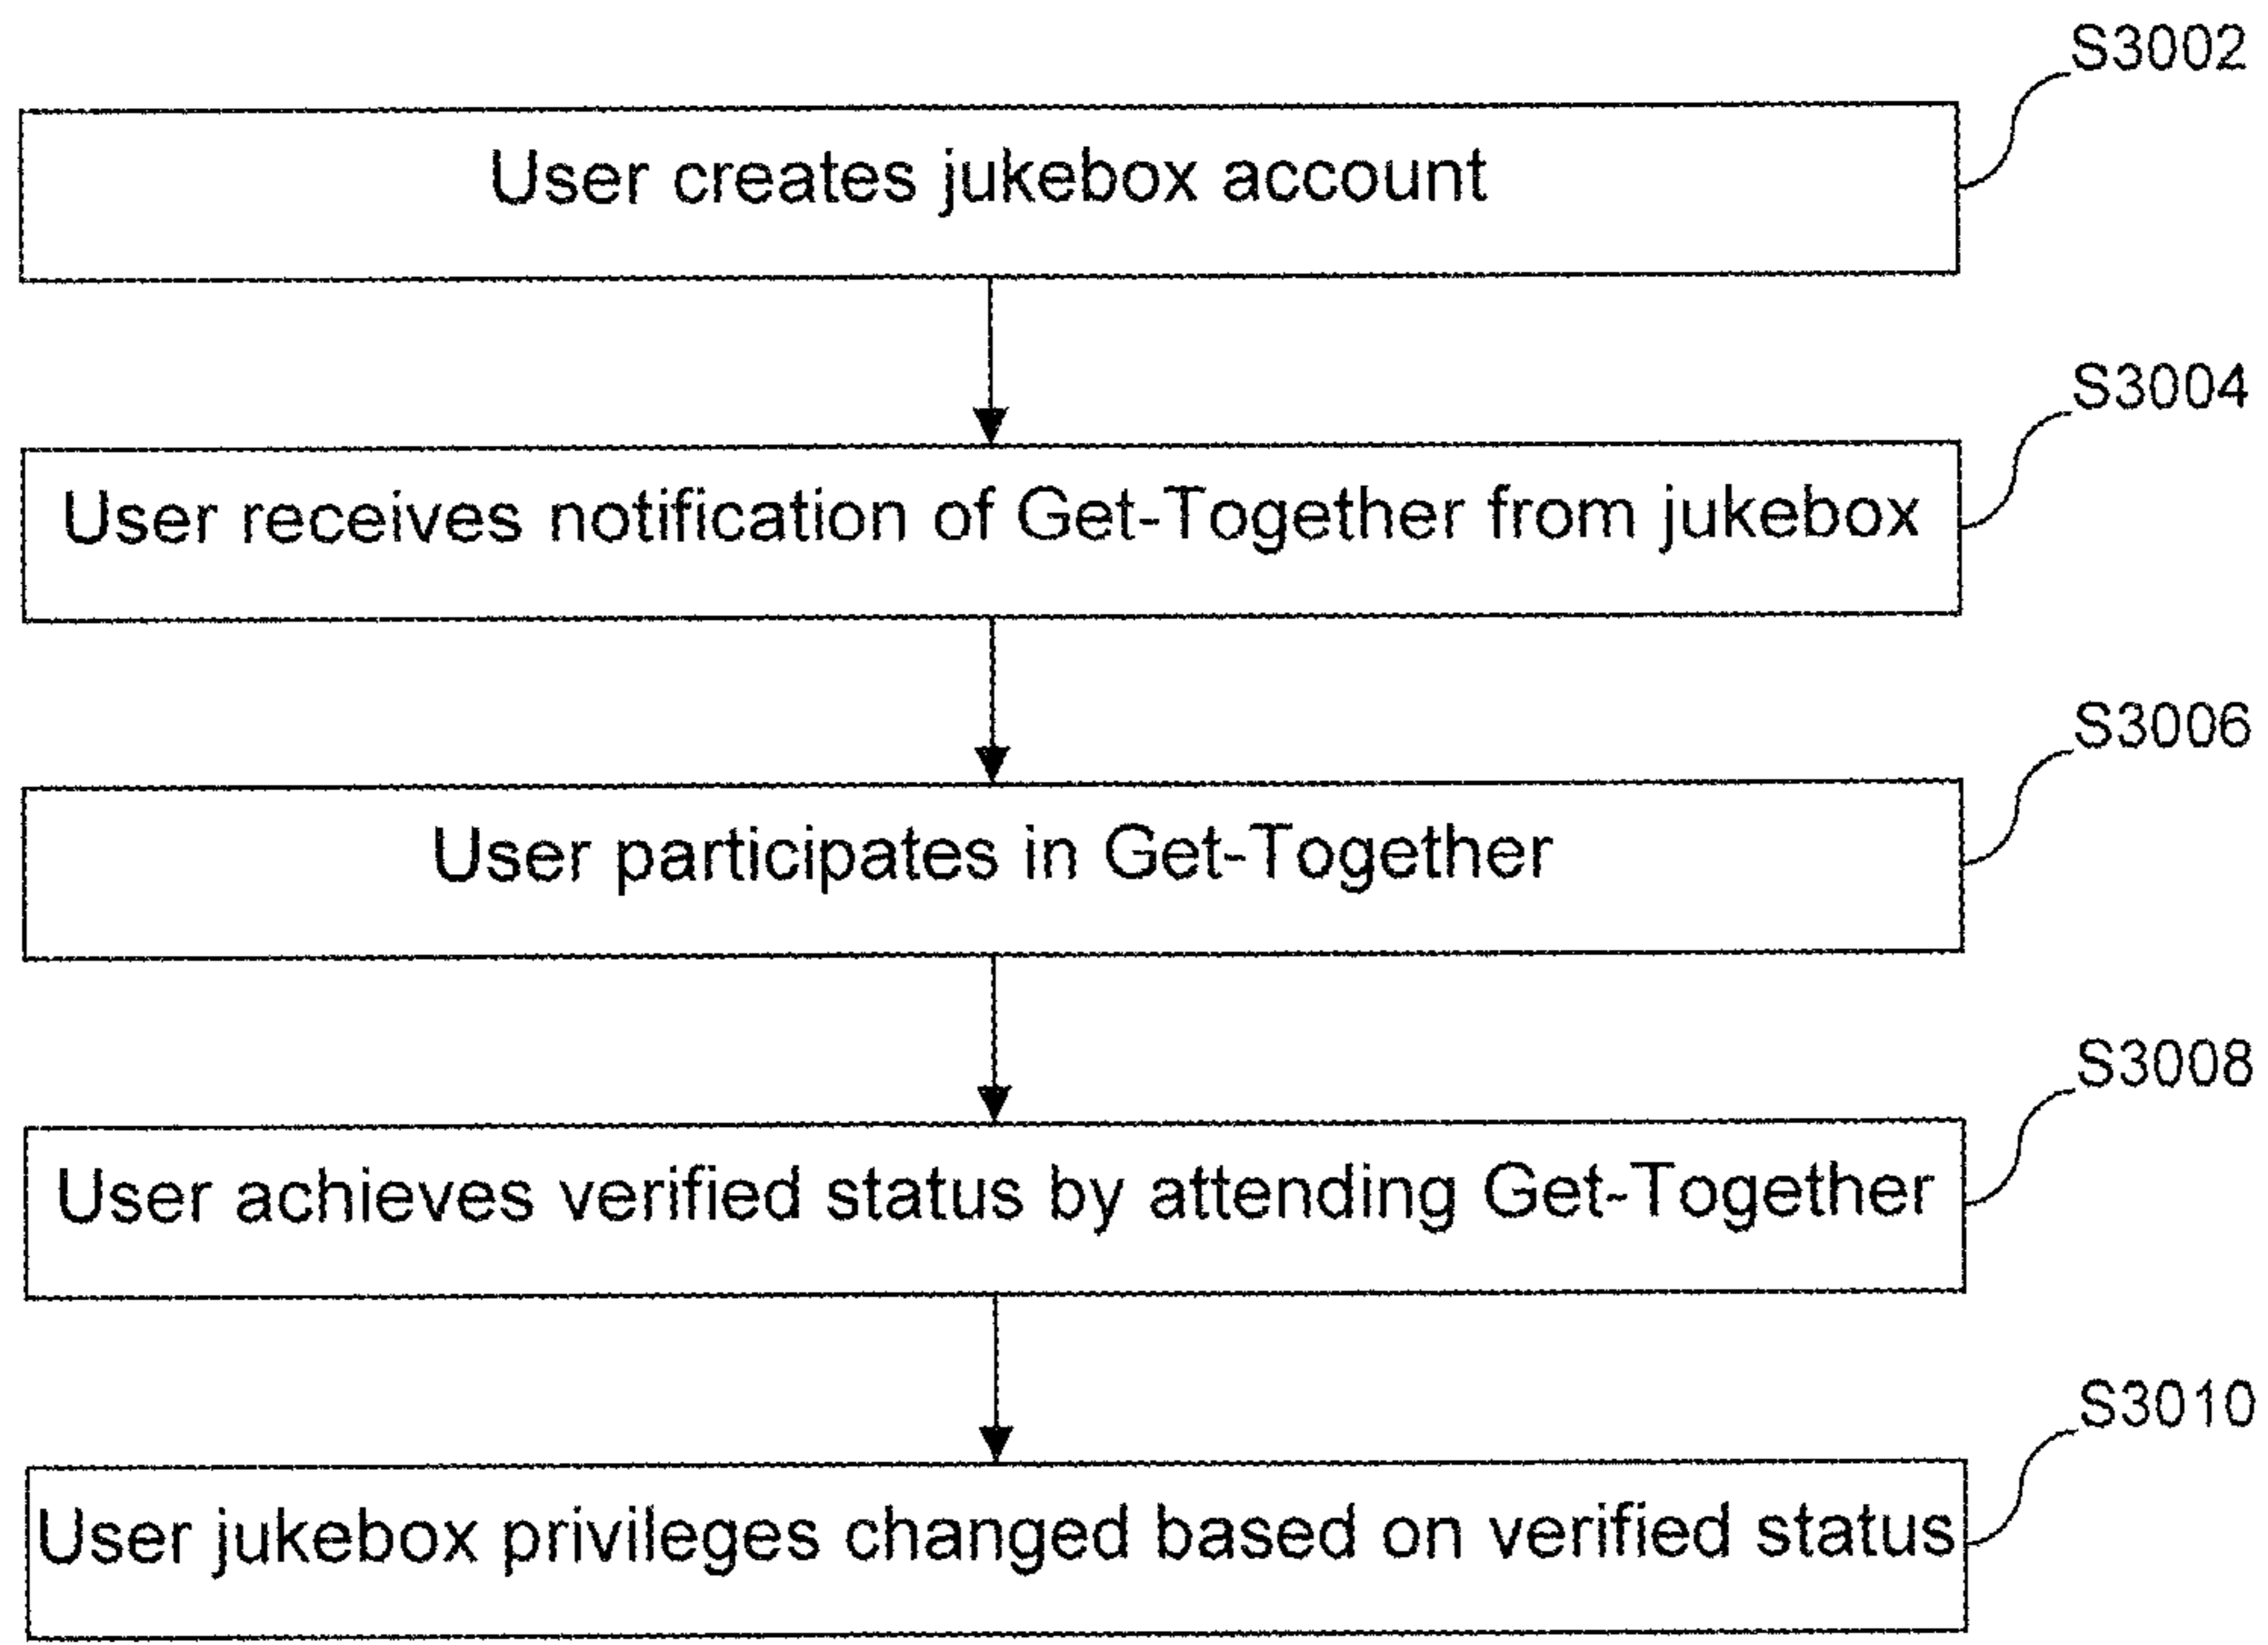 S3002
User creates jukebox account
S3004
User receives notification of Get-Together from jukebox
S3006
User participates in Get-Together
S3008
User achieves verified status by attending Get-Together
S3010
User jukebox privileges changed based on verified status